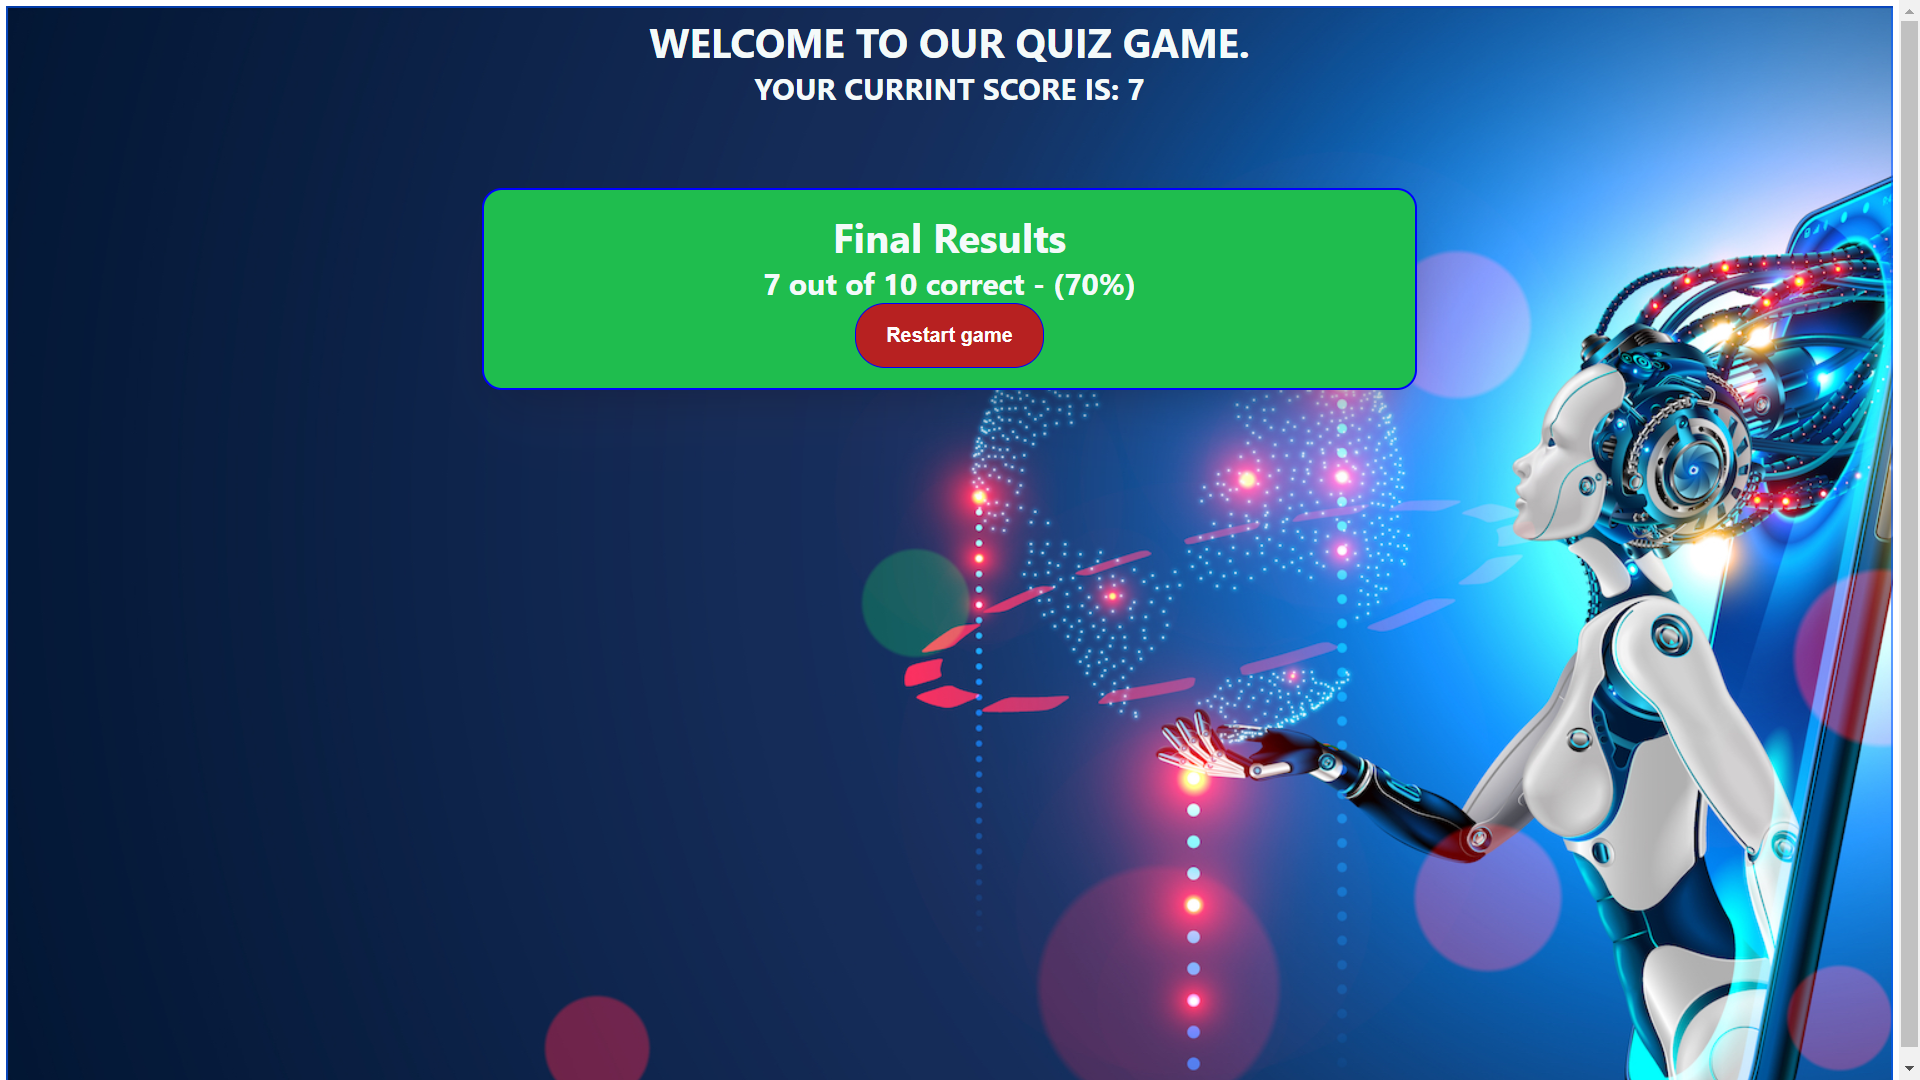 WELCOME TO OUR QUIZ GAME.
YOUR CURRINT SCORE IS: 7
Final Results
7 out of 10 correct - (70%)
Restart game